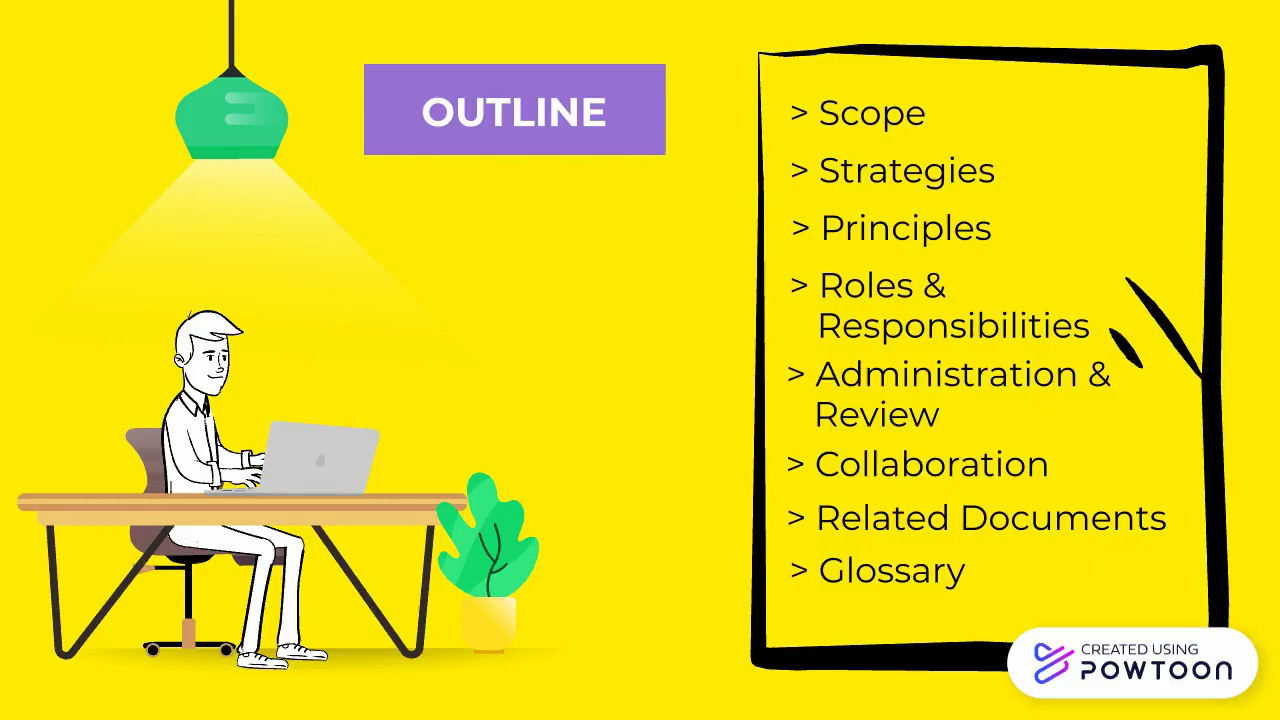 OUTLINE
> Scope
> Strategies
> Principles
> Roles &
Responsibilities
> Administration &
Review
> Collaboration
> Related Documents
> Glossary
CREATED USING
POWTOON